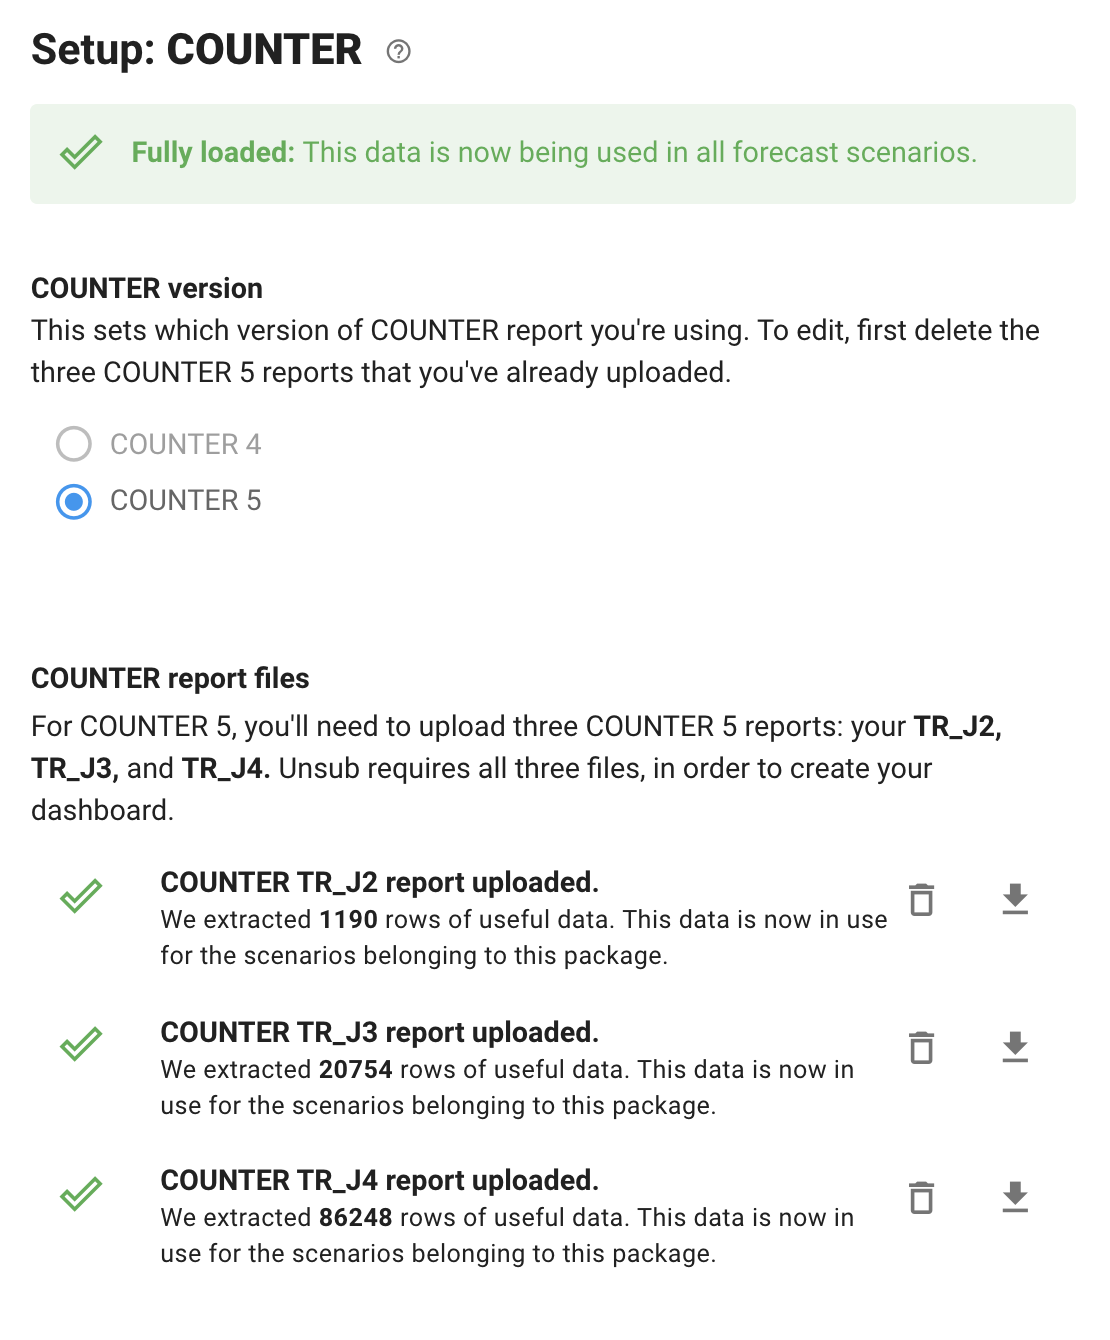 Setup: COUNTER
Fully loaded: This data is now being used in all forecast scenarios.
COUNTER version
This sets which version of COUNTER report you're using. To edit, first delete the
three COUNTER 5 reports that you've already uploaded.
COUNTER 4
COUNTER 5
COUNTER report files
For COUNTER 5, you'll need to upload three COUNTER 5 reports: your TR_J2,
TR_J3, and TR_J4. Unsub requires all three files, in order to create your
dashboard.
COUNTER TR_J2 report uploaded.
We extracted 1190 rows of useful data. This data is now in use
for the scenarios belonging to this package.
COUNTER TR_J3 report uploaded.
We extracted 20754 rows of useful data. This data is now in
use for the scenarios belonging to this package.
COUNTER TR_J4 report uploaded.
We extracted 86248 rows of useful data. This data is now in
use for the scenarios belonging to this package.